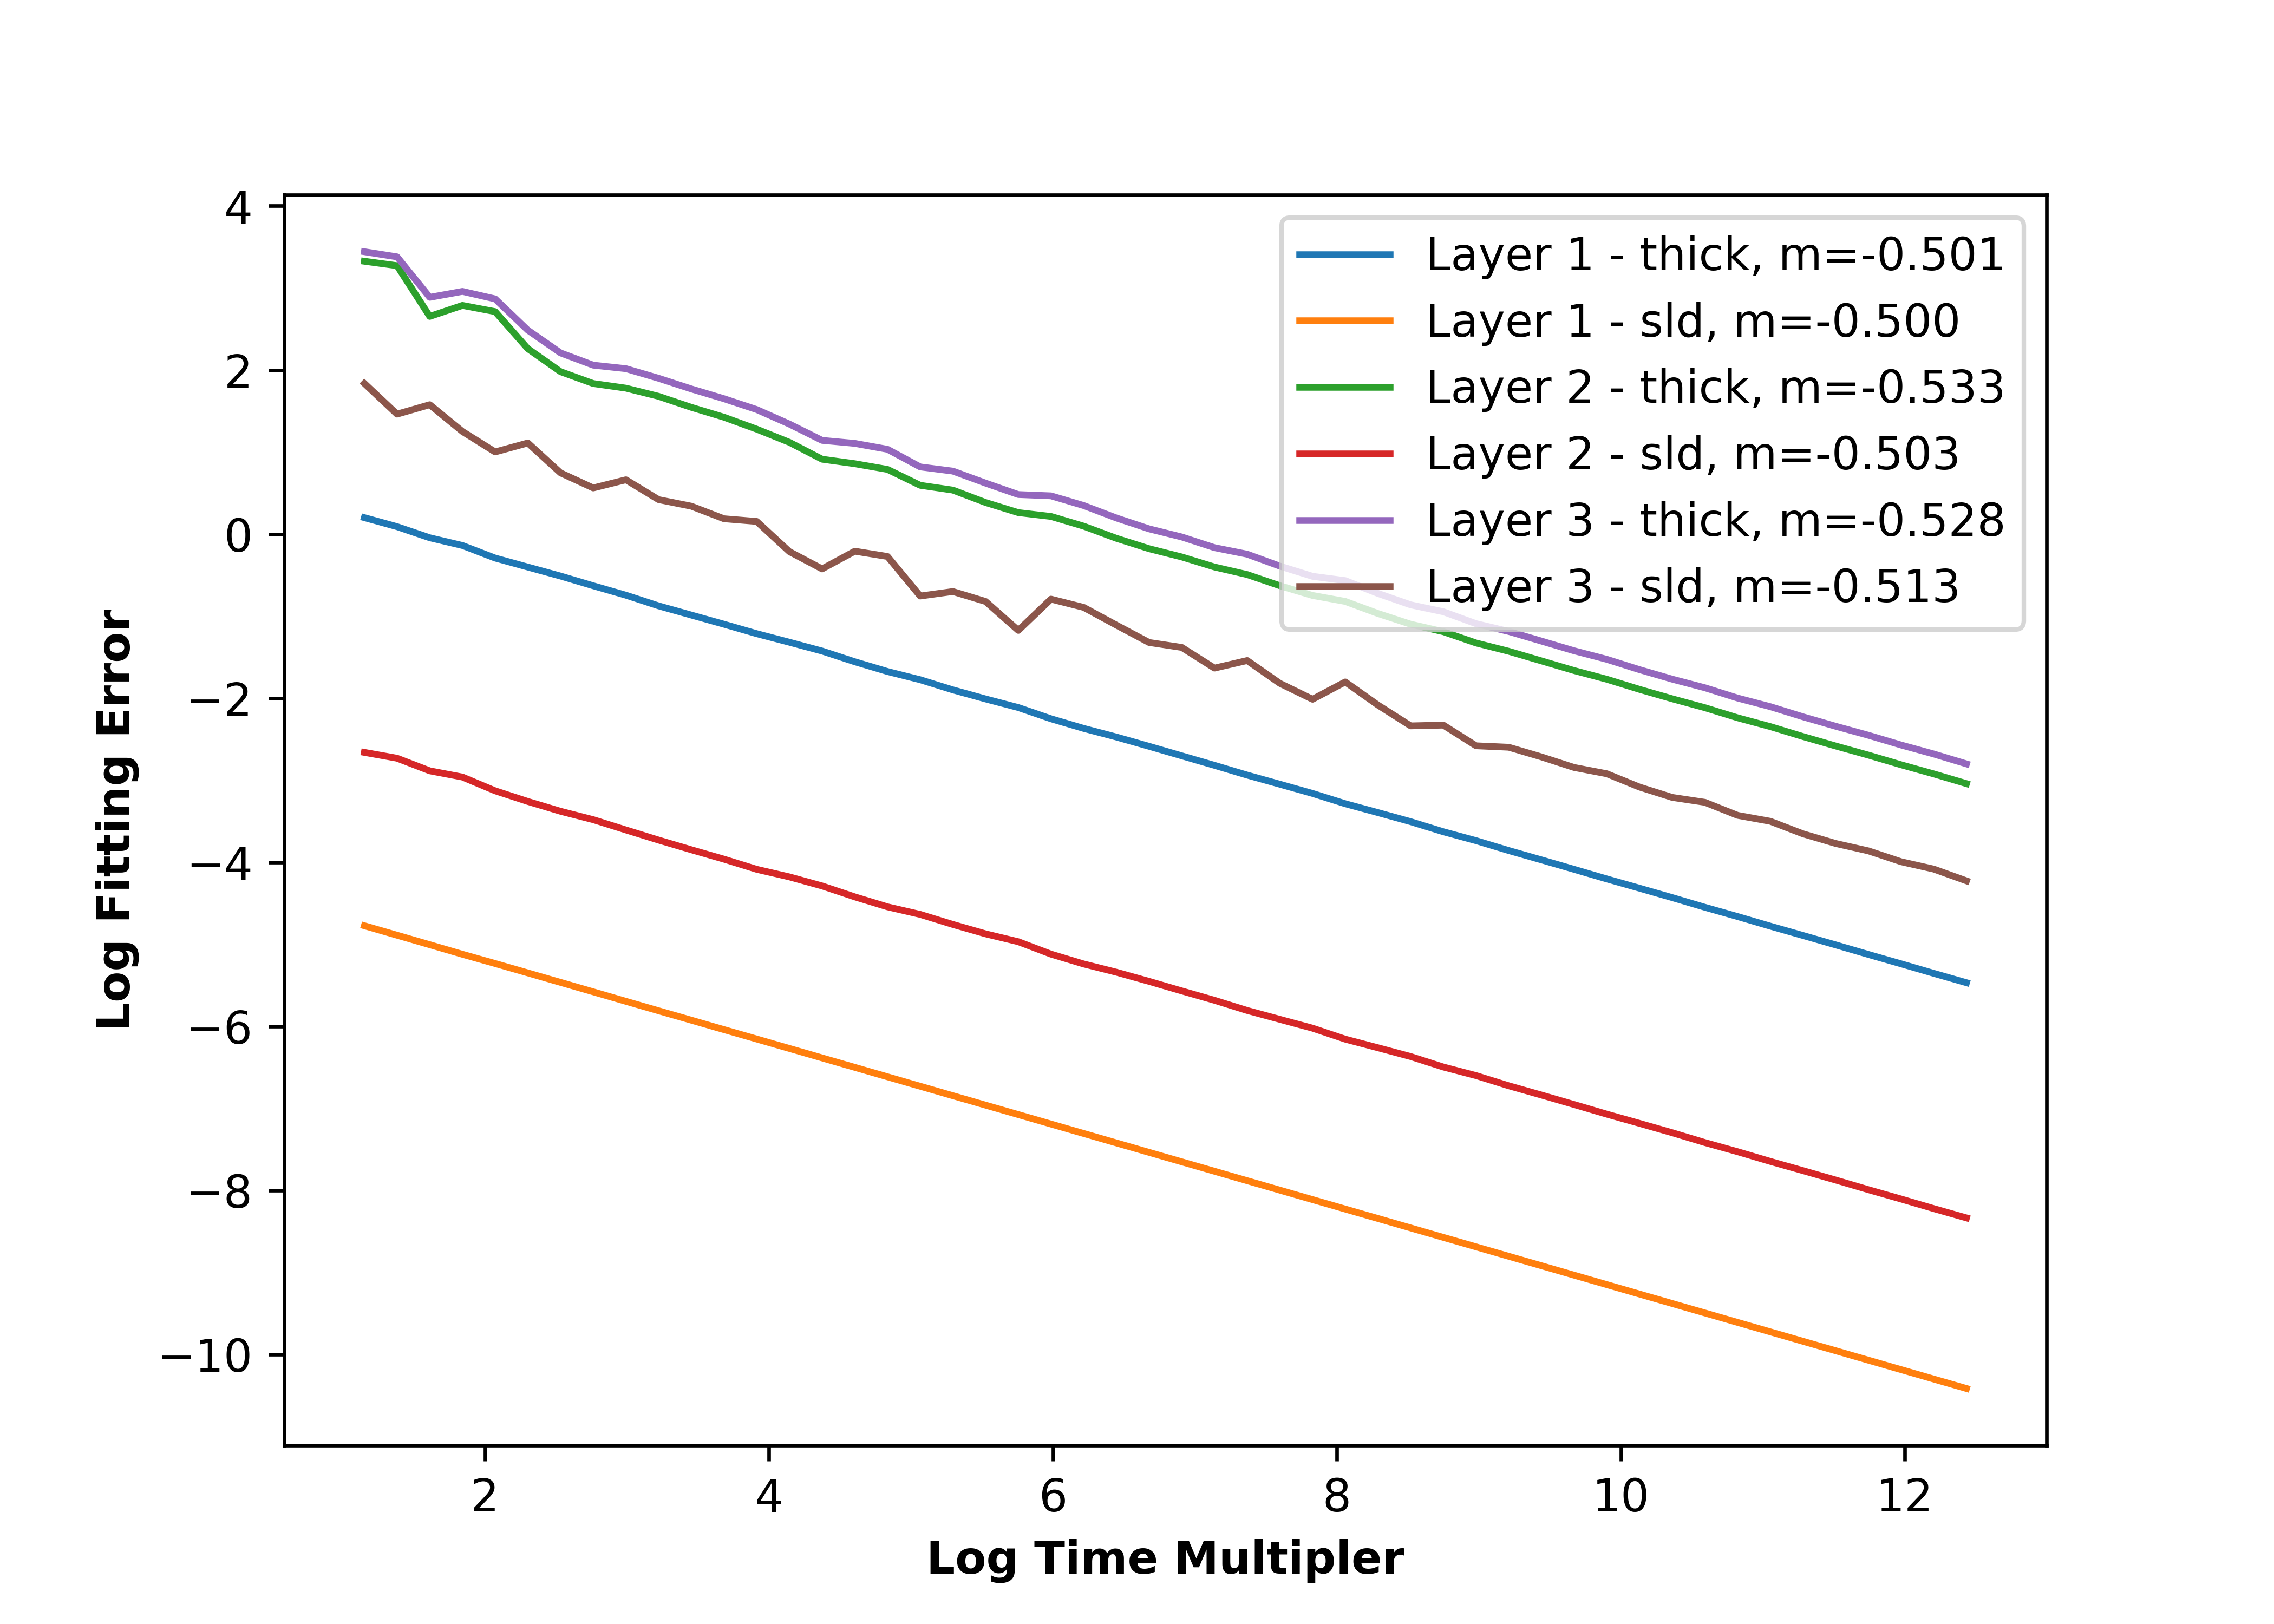 4
2
0
−2
−4
−6
−8
−10
Log Fitting Error
Layer 1 - thick, m=-0.501
Layer 1 - sld, m=-0.500
Layer 2 - thick, m=-0.533
Layer 2 - sld, m=-0.503
Layer 3 - thick, m=-0.528
Layer 3 - sld, m=-0.513
2 4 6 8 10 12
Log Time Multipler